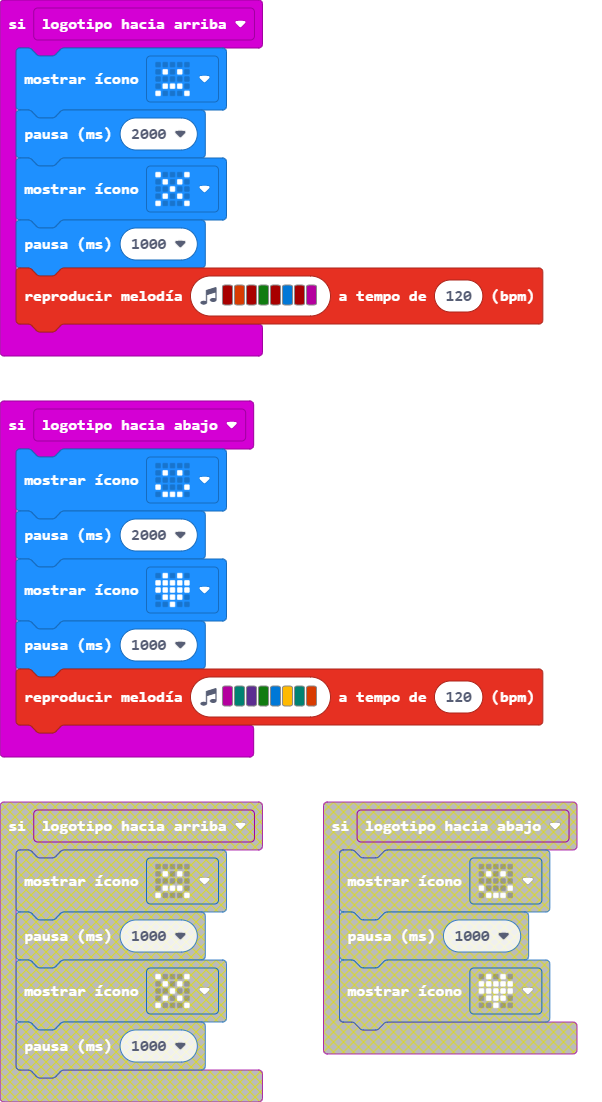 si logotipo hacia arriba
mostrar ícono
pausa (ms) 2000
mostrar ícono
pausa (ms) 1000
reproducir melodía a tempo de 120 (bpm)
si logotipo hacia abajo
mostrar ícono
pausa (ms) 2000
mostrar ícono
pausa (ms) 1000
reproducir melodía a tempo de 120 (bpm)
si logotipo hacia arriba
mostrar ícono
pausa (ms) 1000
mostrar ícono
pausa (ms) 1000
si logotipo hacia abajo
mostrar ícono
pausa (ms) 1000
mostrar ícono